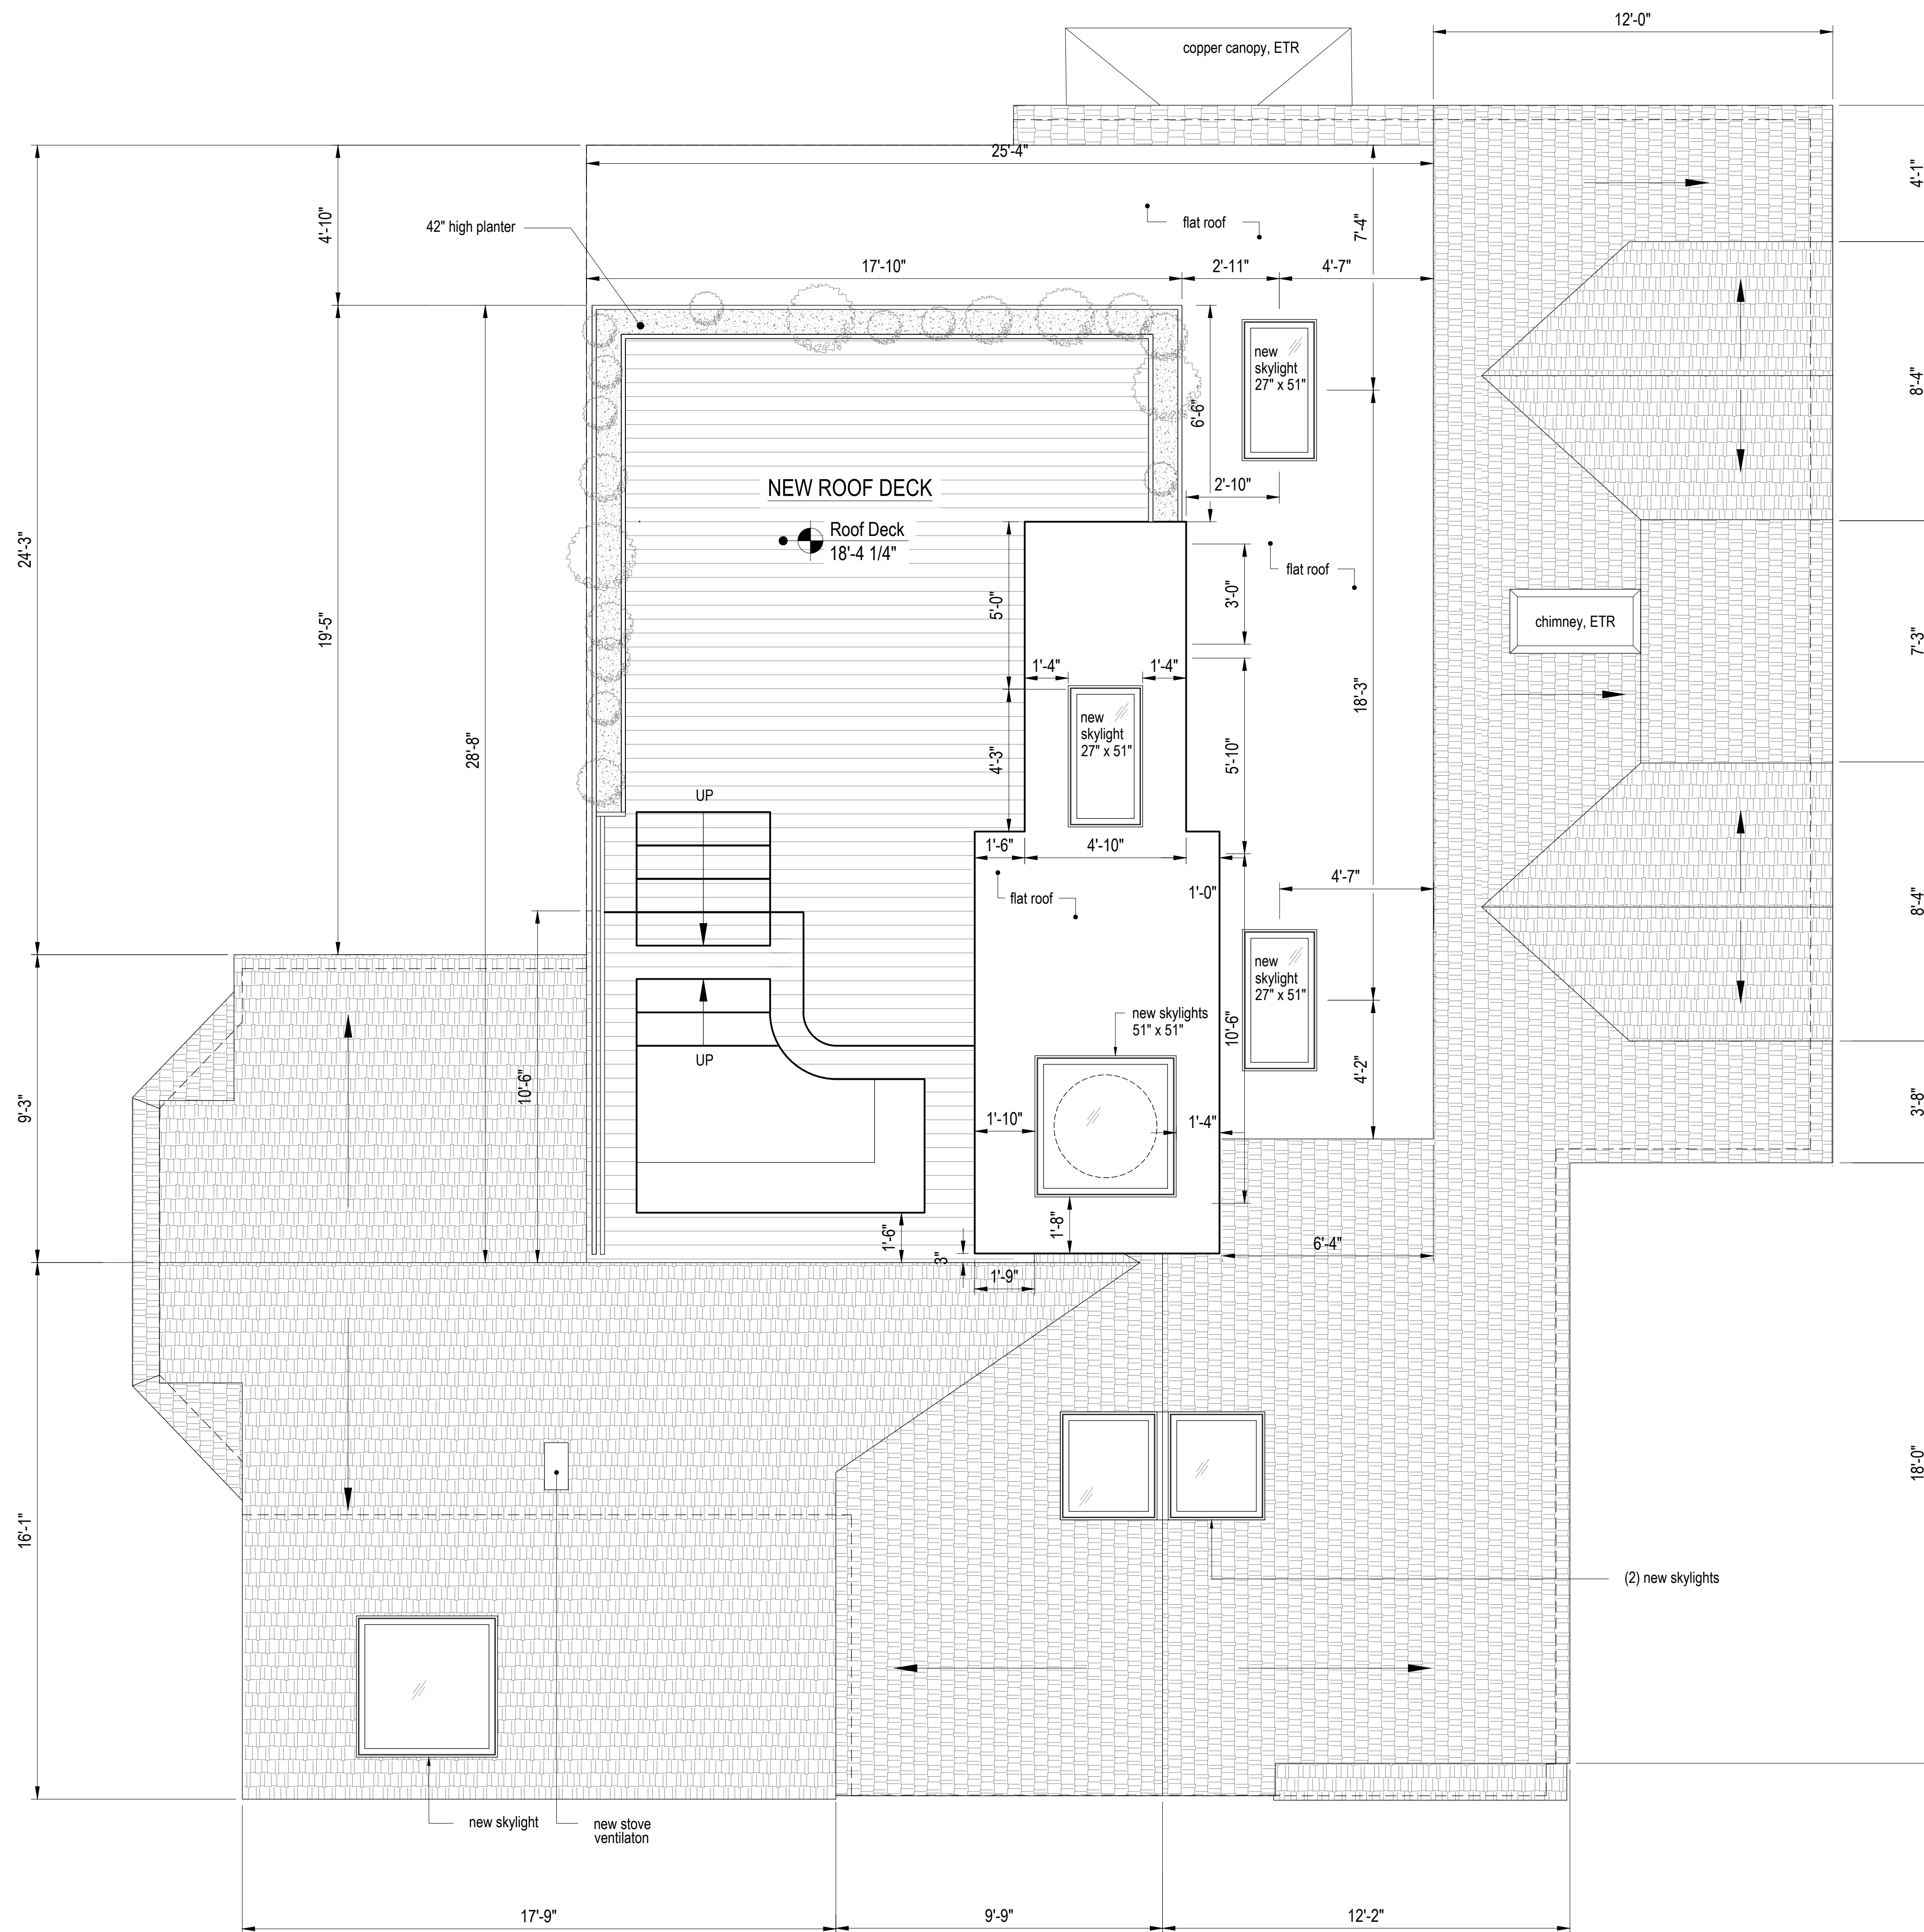 12'-0"
copper canopy, ETR
25'-4"
4'-1"
4'-10"
42" high planter
flat roof
7'-4"
17'-10"
2'-11"
4'-7"
new
skylight
27" x 51"
8'-4"
6'-6"
NEW ROOF DECK
2'-10"
Roof Deck
18'-4 1/4"
24'-3"
flat roof
19'-5"
5'-0"
3'-0"
chimney, ETR
7'-3"
1'-4"
1'-4"
18'-3"
new
skylight
27" x 51"
28'-8"
4'-3"
5'-10"
UP
1'-6"
4'-10"
4'-7"
1'-0"
flat roof
8'-4"
new
skylight
27" x 51"
new skylights
51" x 51"
10'-6"
UP
4'-2"
10'-6"
9'-3"
3'-8"
1'-10"
1'-4"
1'-6"
1'-8"
6'-4"
3"
1'-9"
18'-0"
16'-1"
(2) new skylights
new skylight
new stove
ventilaton
17'-9"
9'-9"
12'-2"